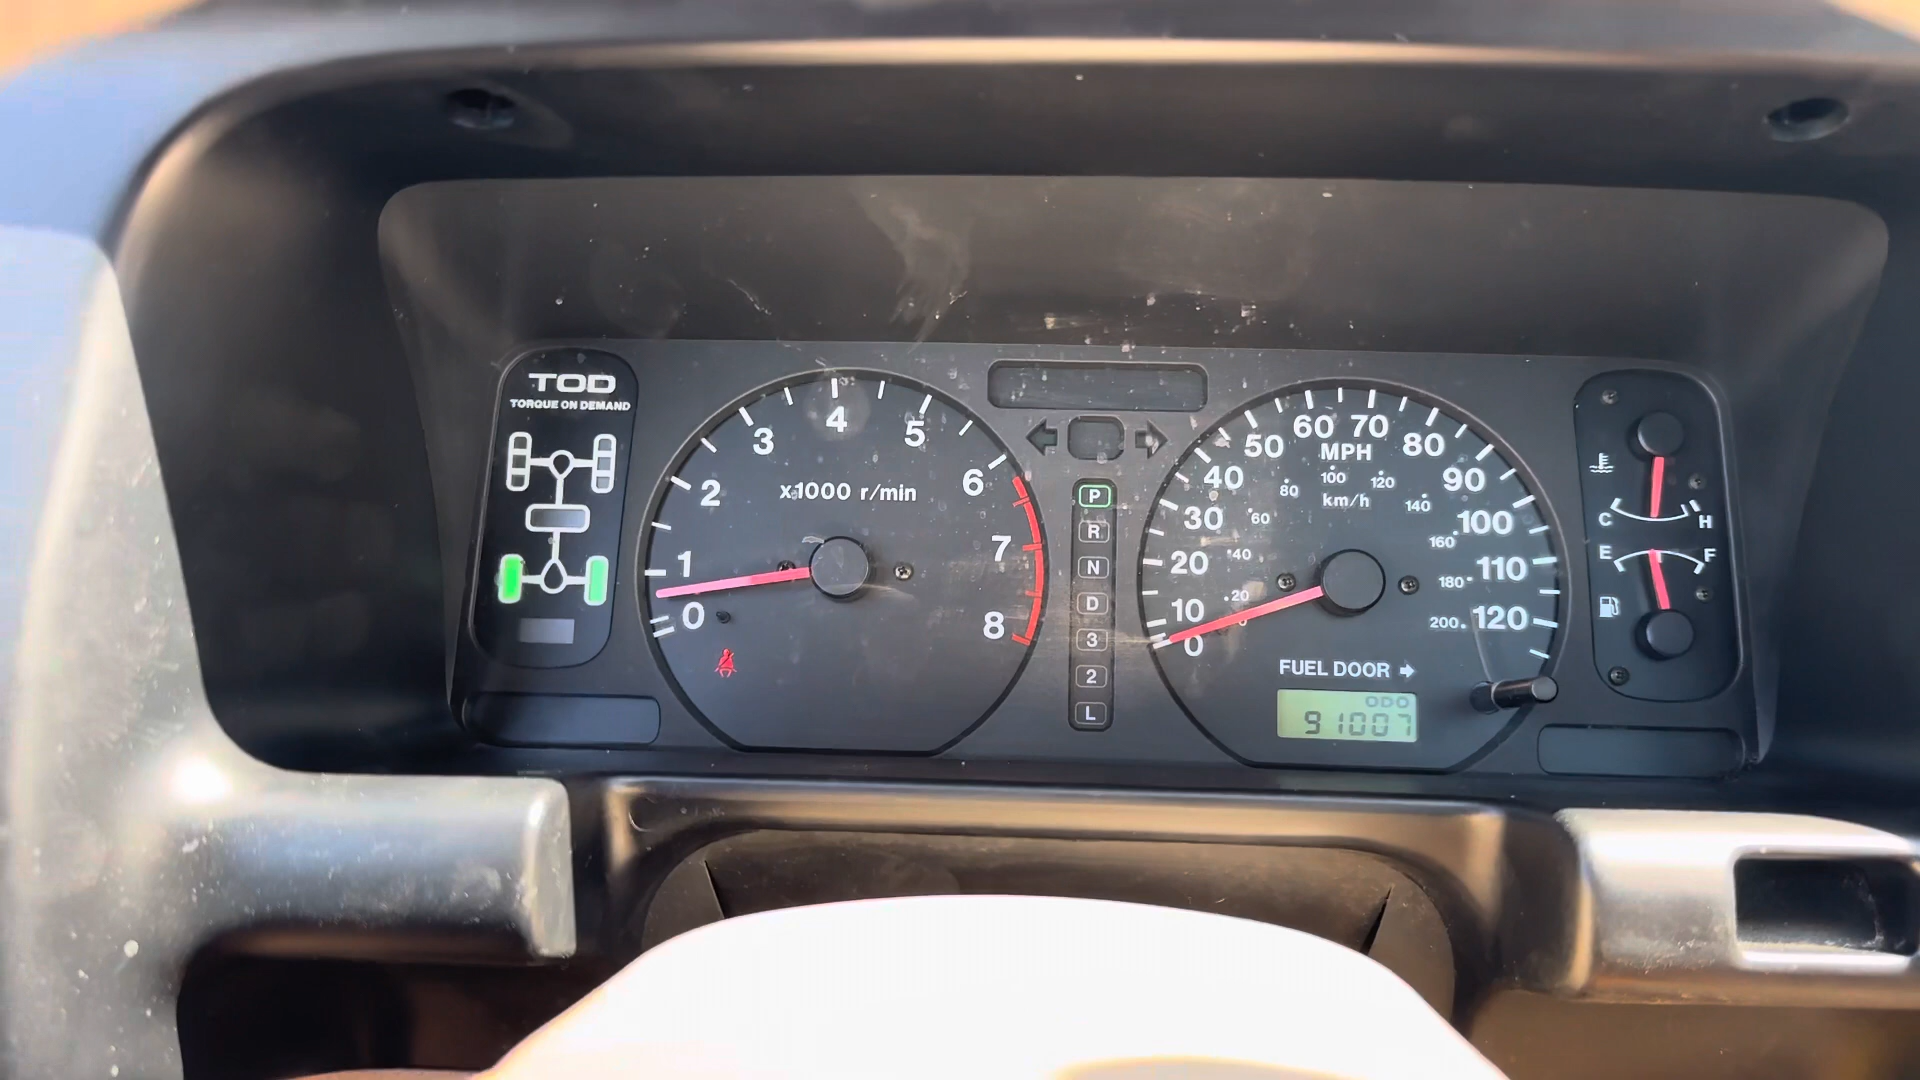 TOD
TORQUE ON DEMAND
0 1 2 3 4 5 6 7 8
x1000 r/min
P
R
N
D
3
2
L
0 10 20 30 40 50 60 70 80 90 100 110 120
MPH
20 40 60 80 100 120 140 160 180 200
km/h
FUEL DOOR
ODO
91007
C H
E F